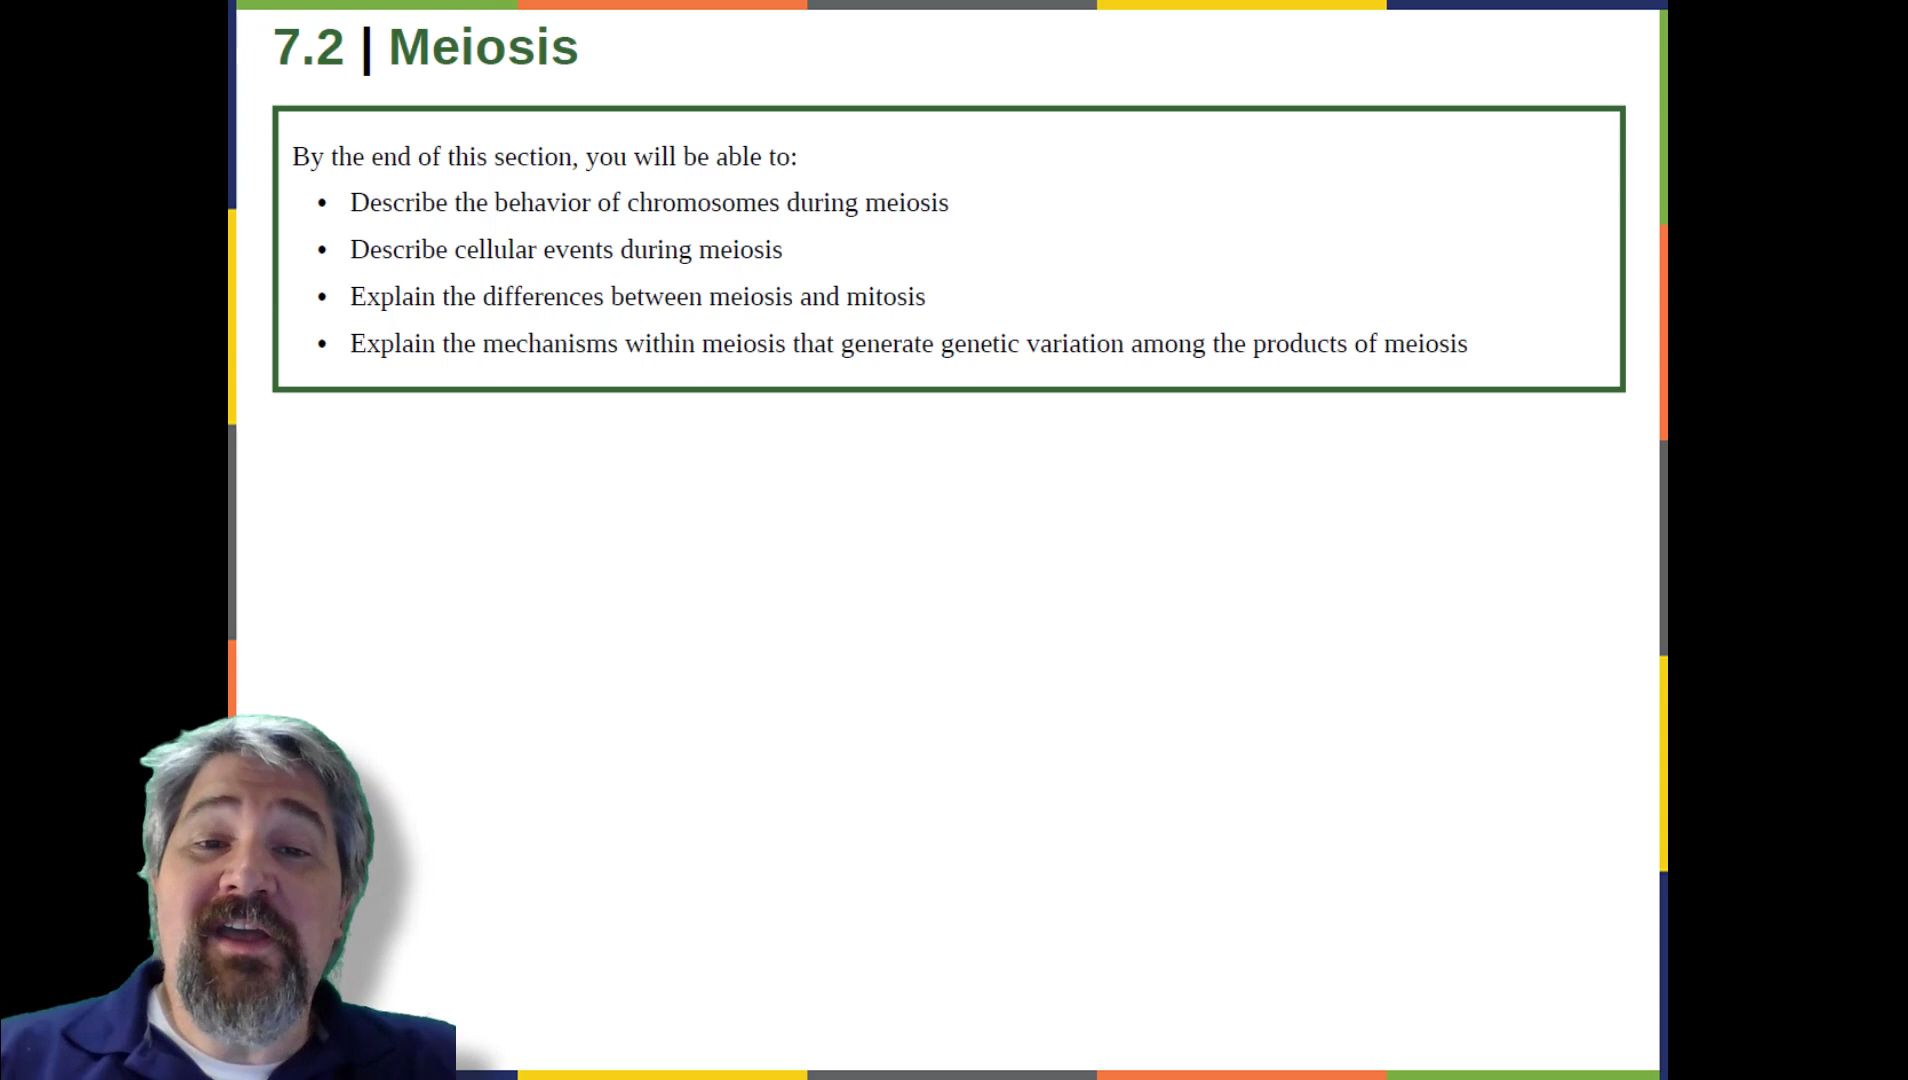 7.2 | Meiosis
By the end of this section, you will be able to:
• Describe the behavior of chromosomes during meiosis
• Describe cellular events during meiosis
• Explain the differences between meiosis and mitosis
• Explain the mechanisms within meiosis that generate genetic variation among the products of meiosis